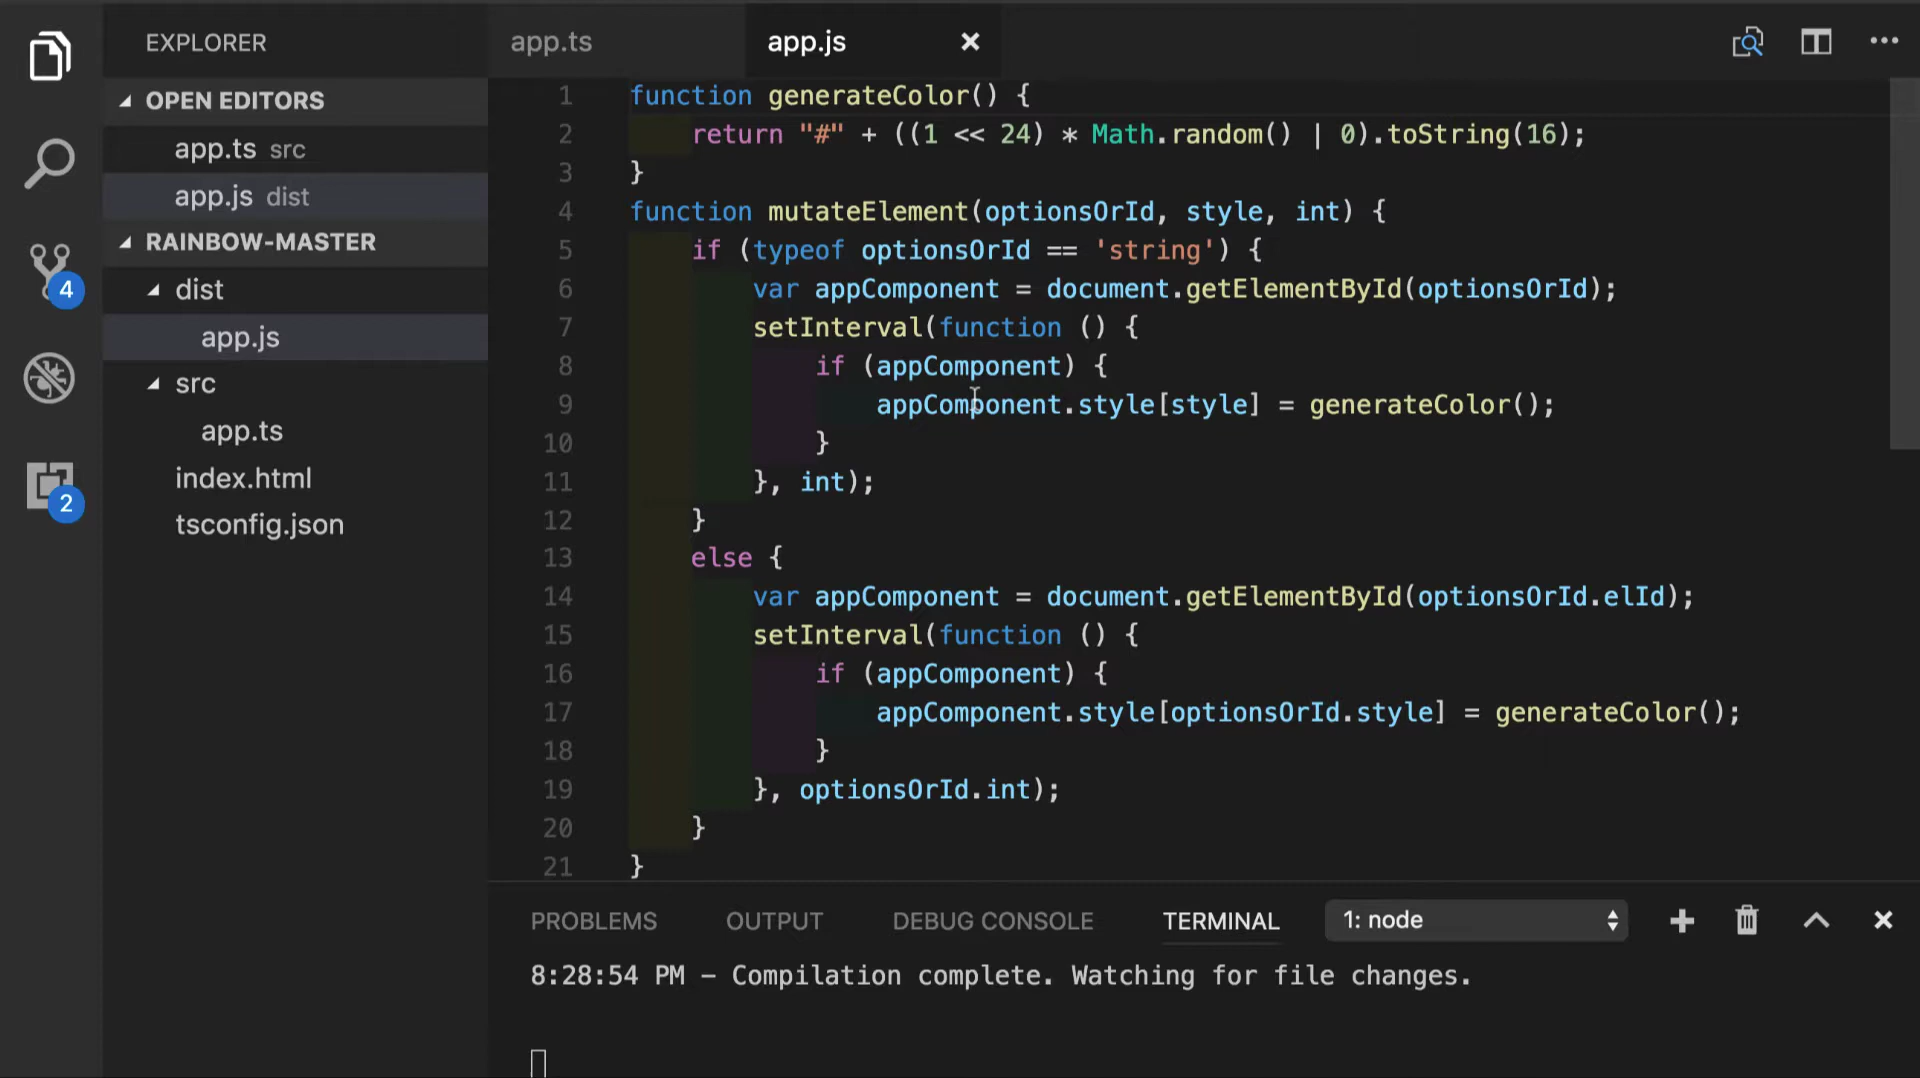 EXPLORER
app.ts
app.js
OPEN EDITORS
app.ts src
app.js dist
RAINBOW-MASTER
dist
app.js
src
app.ts
index.html
tsconfig.json
4
2
1 function generateColor() {
2 return "#" + ((1 << 24) * Math.random() | 0).toString(16);
3 }
4 function mutateElement(optionsOrId, style, int) {
5 if (typeof optionsOrId == 'string') {
6 var appComponent = document.getElementById(optionsOrId);
7 setInterval(function () {
8 if (appComponent) {
9 appComponent.style[style] = generateColor();
10 }
11 }, int);
12 }
13 else {
14 var appComponent = document.getElementById(optionsOrId.elId);
15 setInterval(function () {
16 if (appComponent) {
17 appComponent.style[optionsOrId.style] = generateColor();
18 }
19 }, optionsOrId.int);
20 }
21 }
PROBLEMS OUTPUT DEBUG CONSOLE TERMINAL 1: node
8:28:54 PM - Compilation complete. Watching for file changes.